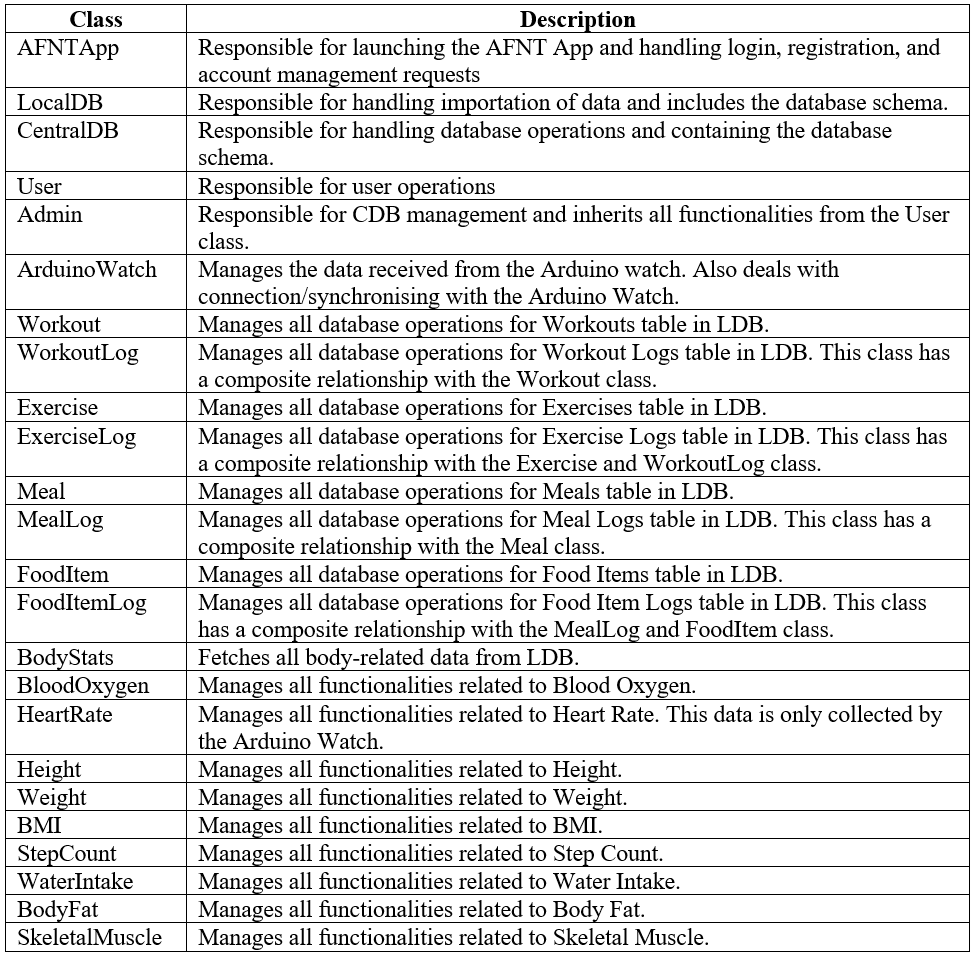 Class Description
AFNTApp Responsible for launching the AFNT App and handling login, registration, and
account management requests
LocalDB Responsible for handling importation of data and includes the database schema.
CentralDB Responsible for handling database operations and containing the database
schema.
User Responsible for user operations
Admin Responsible for CDB management and inherits all functionalities from the User
class.
ArduinoWatch Manages the data received from the Arduino watch. Also deals with
connection/synchronising with the Arduino Watch.
Workout Manages all database operations for Workouts table in LDB.
WorkoutLog Manages all database operations for Workout Logs table in LDB. This class has
a composite relationship with the Workout class.
Exercise Manages all database operations for Exercises table in LDB.
ExerciseLog Manages all database operations for Exercise Logs table in LDB. This class has
a composite relationship with the Exercise and WorkoutLog class.
Meal Manages all database operations for Meals table in LDB.
MealLog Manages all database operations for Meal Logs table in LDB. This class has a
composite relationship with the Meal class.
FoodItem Manages all database operations for Food Items table in LDB.
FoodItemLog Manages all database operations for Food Item Logs table in LDB. This class
has a composite relationship with the MealLog and FoodItem class.
BodyStats Fetches all body-related data from LDB.
BloodOxygen Manages all functionalities related to Blood Oxygen.
HeartRate Manages all functionalities related to Heart Rate. This data is only collected by
the Arduino Watch.
Height Manages all functionalities related to Height.
Weight Manages all functionalities related to Weight.
BMI Manages all functionalities related to BMI.
StepCount Manages all functionalities related to Step Count.
WaterIntake Manages all functionalities related to Water Intake.
BodyFat Manages all functionalities related to Body Fat.
SkeletalMuscle Manages all functionalities related to Skeletal Muscle.